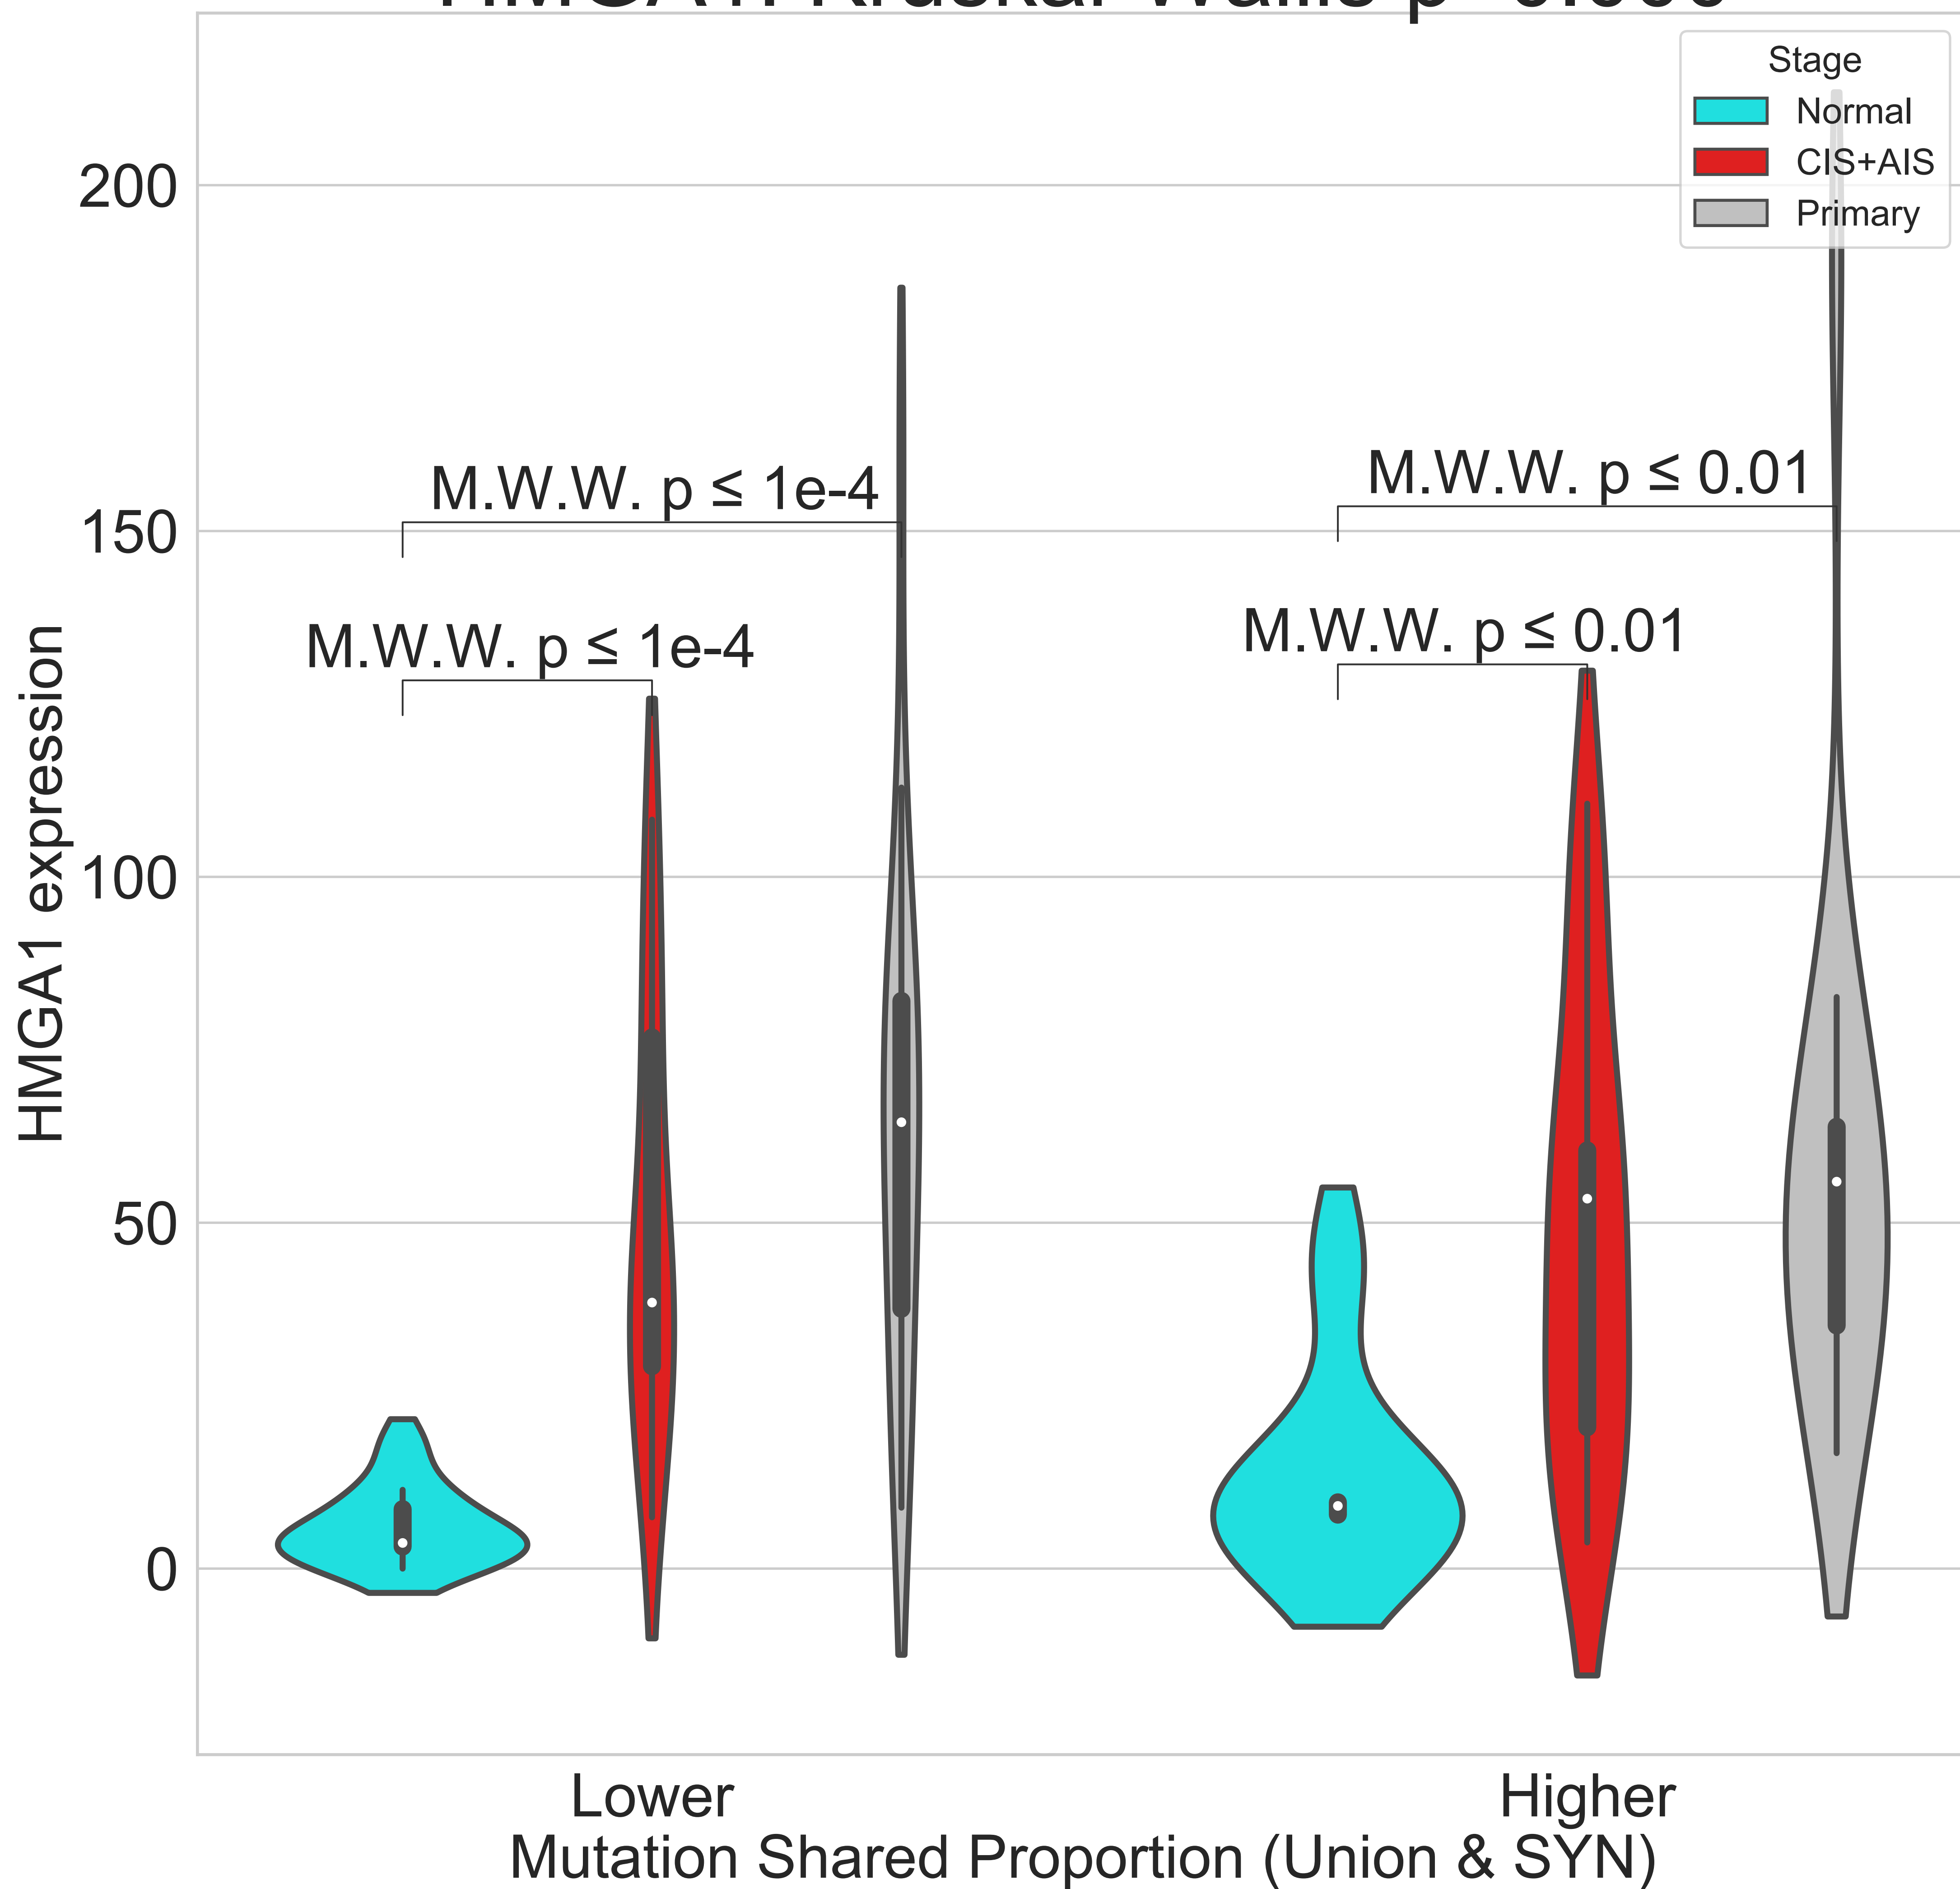 Stage
Normal
CIS+AIS
Primary
200
150
100
50
0
HMGA1 expression
M.W.W. p ≤ 1e-4
M.W.W. p ≤ 0.01
M.W.W. p ≤ 1e-4
M.W.W. p ≤ 0.01
Lower
Higher
Mutation Shared Proportion (Union & SYN)